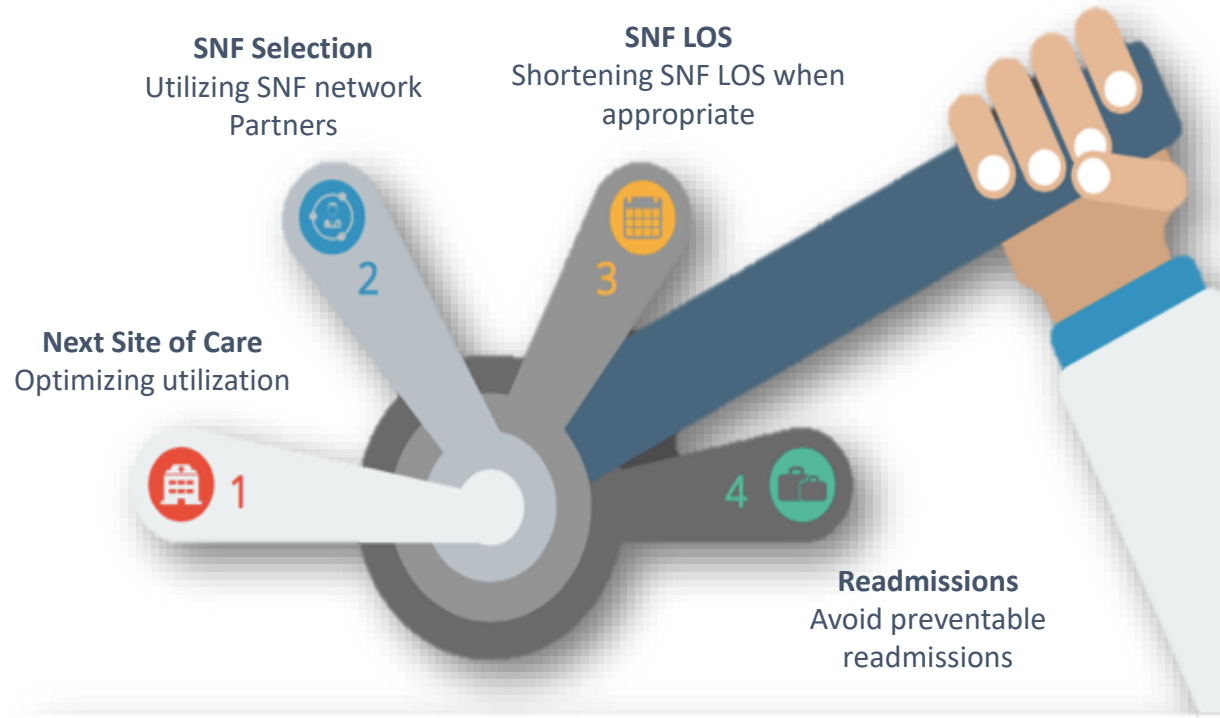 SNF Selection
Utilizing SNF network
Partners
SNF LOS
Shortening SNF LOS when
appropriate
2
3
Next Site of Care
Optimizing utilization
1
4
Readmissions
Avoid preventable
readmissions